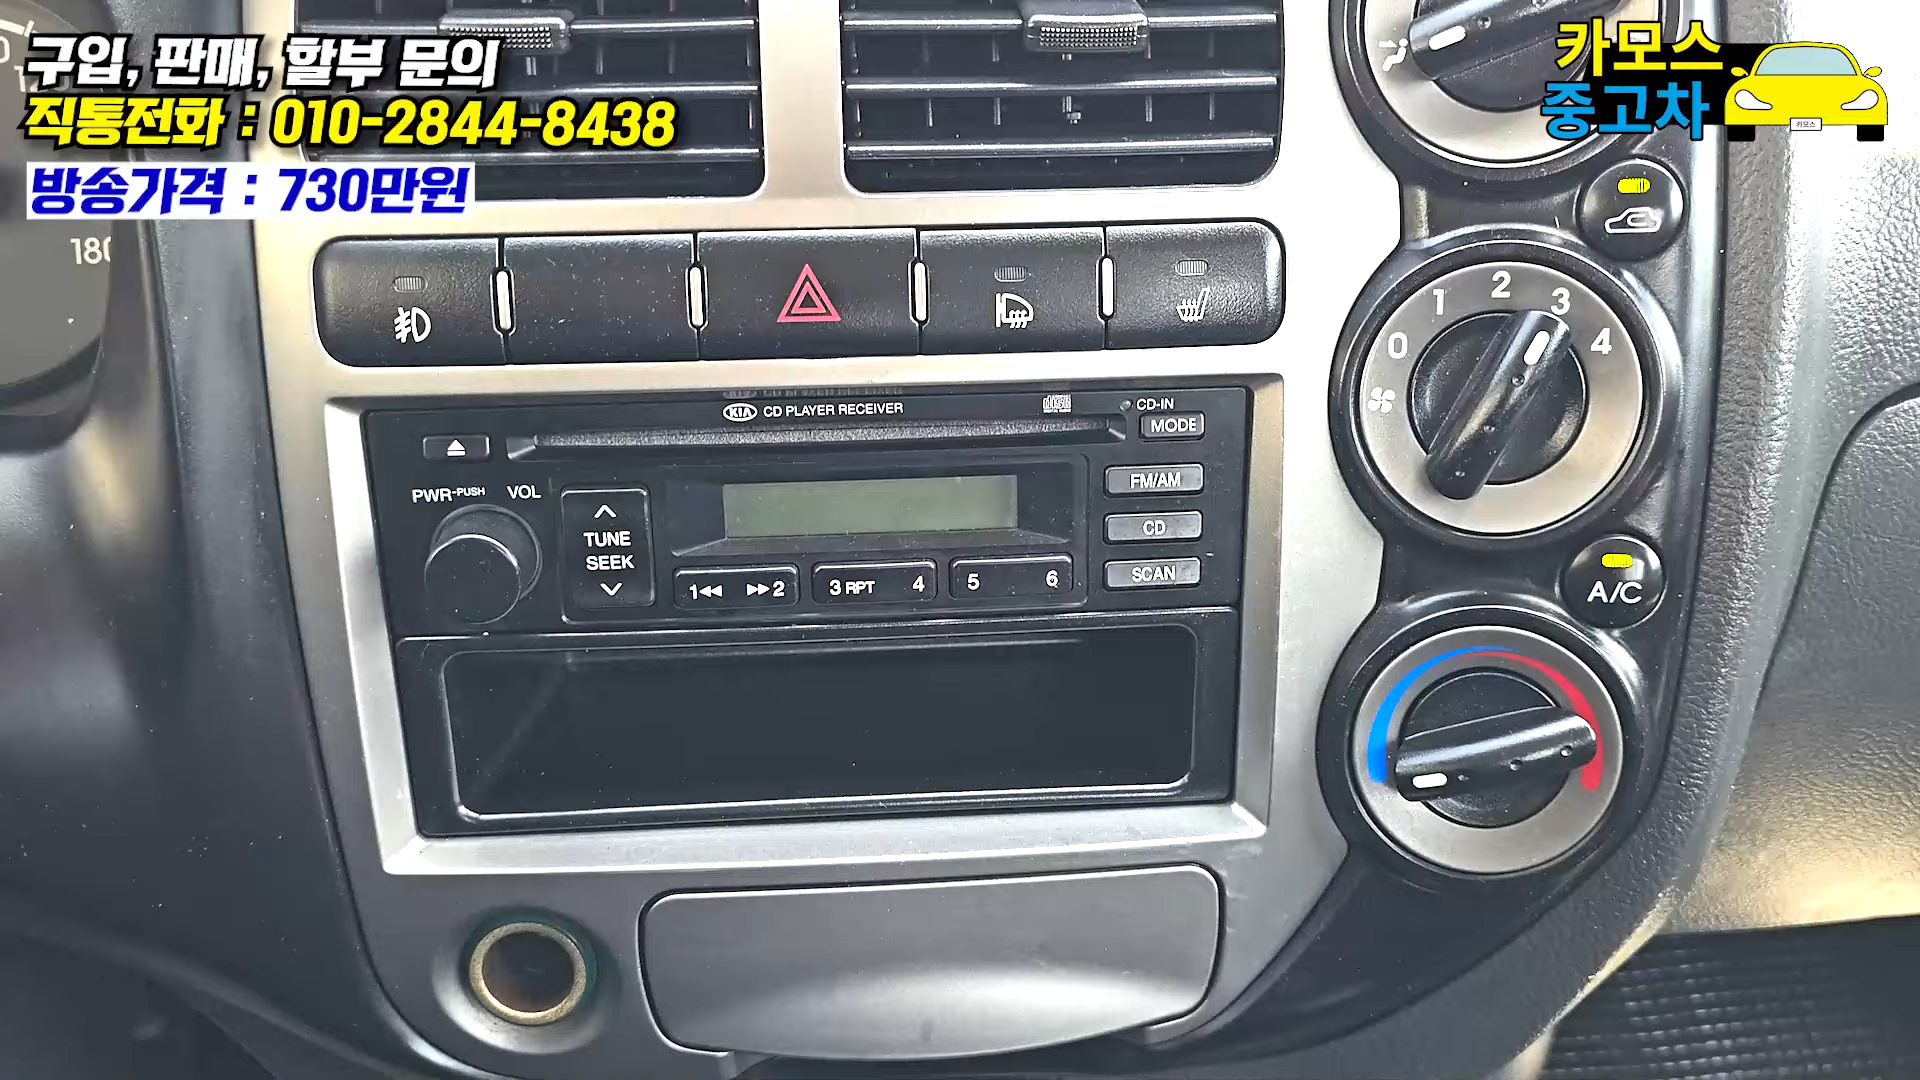 구입, 판매, 할부 문의
직통전화 : 010-2844-8438
방송가격 : 730만원
카모스
중고차
카모스
180
KIA CD PLAYER RECEIVER
CD-IN
MODE
PWR-PUSH VOL
TUNE
SEEK
FM/AM
CD
SCAN
1 2
3 RPT 4
5 6
0 1 2 3 4
A/C